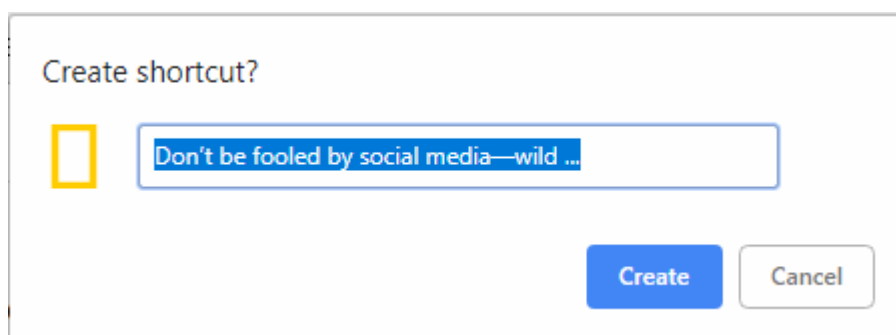 Create shortcut?
Don’t be fooled by social media—wild ...
Create
Cancel